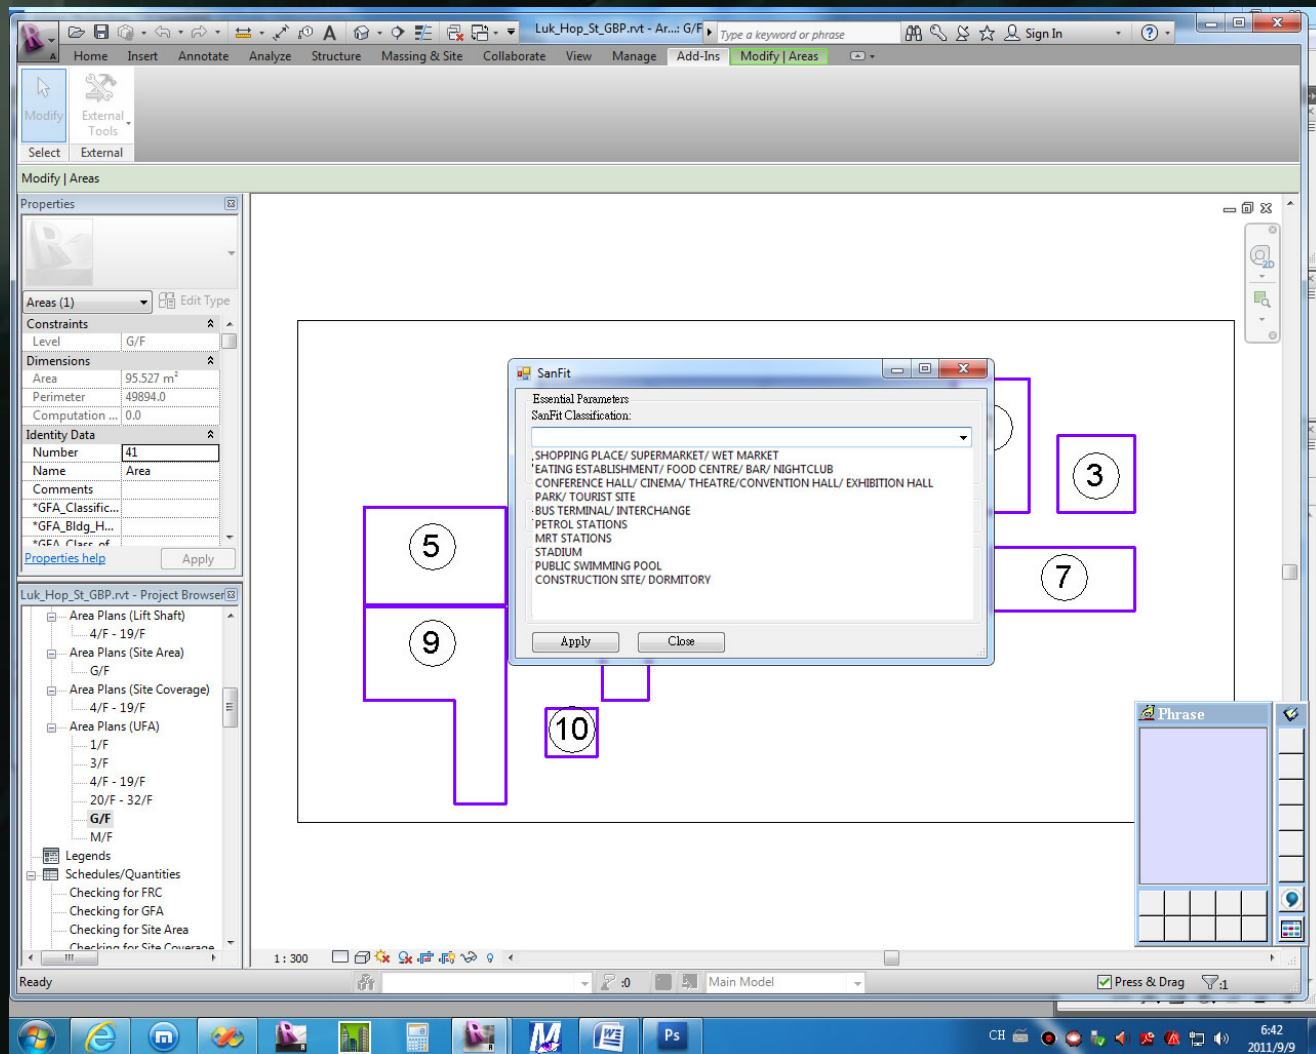 Luk_Hop_St_GBP.rvt - Ar...: G/F
Type a keyword or phrase
Sign In
Home Insert Annotate Analyze Structure Massing & Site Collaborate View Manage Add-Ins Modify | Areas
Modify
External
Tools
Select External
Modify | Areas
Properties
Areas (1)
Edit Type
Constraints
Level G/F
Dimensions
Area 95.527 m²
Perimeter 49894.0
Computation ... 0.0
Identity Data
Number 41
Name Area
Comments
*GFA_Classific...
*GFA_Bldg_H...
*GFA_Class_of
Properties help
Apply
Luk_Hop_St_GBP.rvt - Project Browser
Area Plans (Lift Shaft)
4/F - 19/F
Area Plans (Site Area)
G/F
Area Plans (Site Coverage)
4/F - 19/F
Area Plans (UFA)
1/F
3/F
4/F - 19/F
20/F - 32/F
G/F
M/F
Legends
Schedules/Quantities
Checking for FRC
Checking for GFA
Checking for Site Area
Checking for Site Coverage
2D
SanFit
Essential Parameters
SanFit Classification:
SHOPPING PLACE/ SUPERMARKET/ WET MARKET
EATING ESTABLISHMENT/ FOOD CENTRE/ BAR/ NIGHTCLUB
CONFERENCE HALL/ CINEMA/ THEATRE/CONVENTION HALL/ EXHIBITION HALL
PARK/ TOURIST SITE
BUS TERMINAL/ INTERCHANGE
PETROL STATIONS
MRT STATIONS
STADIUM
PUBLIC SWIMMING POOL
CONSTRUCTION SITE/ DORMITORY
Apply
Close
3
5
7
9
10
Phrase
1 : 300
Ready
:0
Main Model
Press & Drag
:1
Ps
CH
6:42
2011/9/9